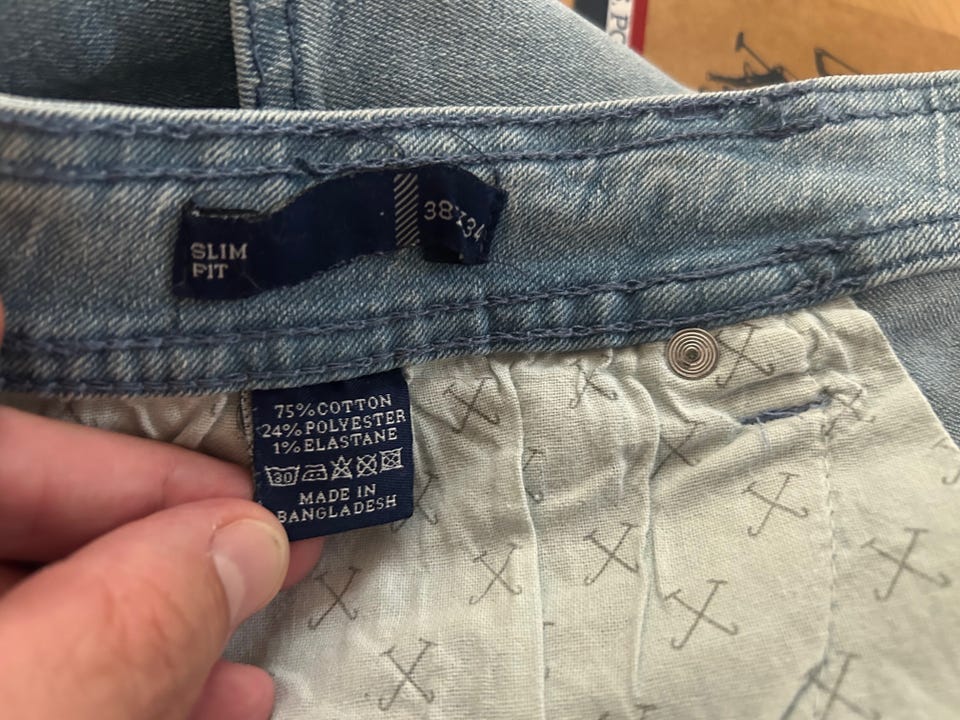 SLIM
FIT
38x34
75%COTTON
24%POLYESTER
1%ELASTANE
30
MADE IN
BANGLADESH